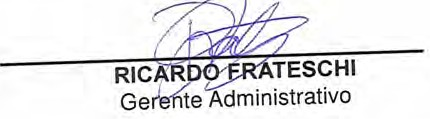 RICARDO FRATESCHI
Gerente Administrativo